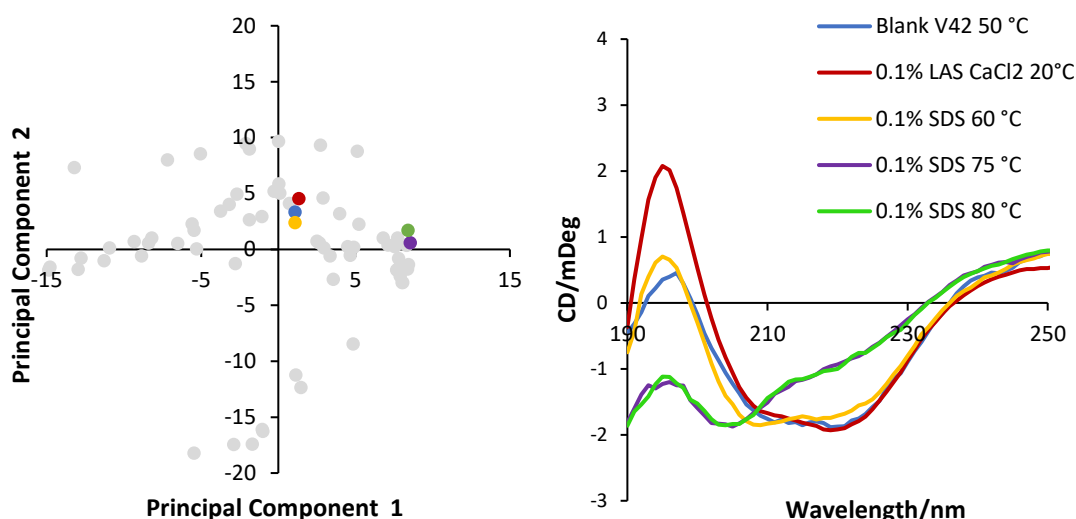 20
15
10
5
0
-15
-5
5
15
-5
-10
-15
-20
Principal Component 2
Principal Component 1
4
3
2
1
0
190
210
230
250
-1
-2
-3
CD/mDeg
Wavelength/nm
Blank V42 50 °C
0.1% LAS CaCl2 20°C
0.1% SDS 60 °C
0.1% SDS 75 °C
0.1% SDS 80 °C